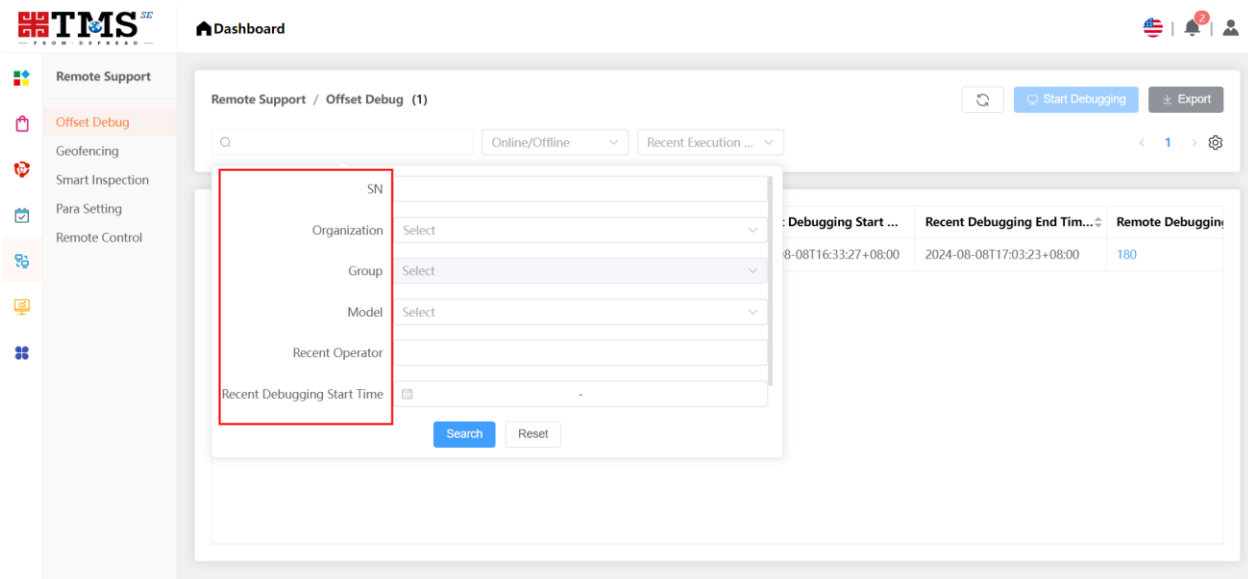 TMS SE
FROM DSPREAD
Dashboard
2
Remote Support
Offset Debug
Geofencing
Smart Inspection
Para Setting
Remote Control
Remote Support / Offset Debug (1)
Start Debugging
Export
Online/Offline
Recent Execution ...
1
SN
Organization Select
Group Select
Model Select
Recent Operator
Recent Debugging Start Time -
Search Reset
Debugging Start ... Recent Debugging End Tim... Remote Debugging
8-08T16:33:27+08:00 2024-08-08T17:03:23+08:00 180